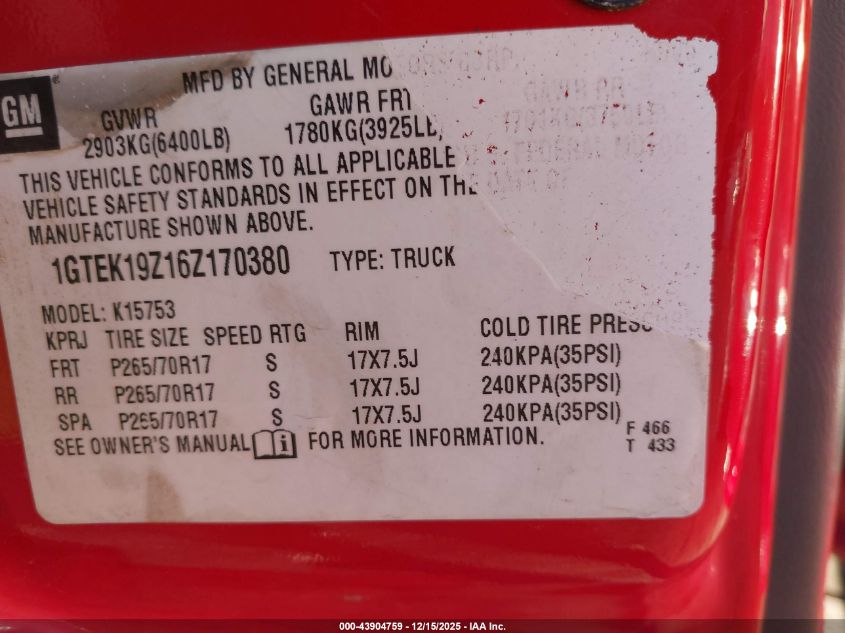 MFD BY GENERAL MO
GM
GVWR GAWR FRT
2903KG(6400LB) 1780KG(3925LB)
THIS VEHICLE CONFORMS TO ALL APPLICABLE
VEHICLE SAFETY STANDARDS IN EFFECT ON THE
MANUFACTURE SHOWN ABOVE.
1GTEK19Z16Z170380 TYPE: TRUCK
MODEL: K15753
KPRJ TIRE SIZE SPEED RTG RIM COLD TIRE PRESSURE
FRT P265/70R17 S 17X7.5J 240KPA(35PSI)
RR P265/70R17 S 17X7.5J 240KPA(35PSI)
SPA P265/70R17 S 17X7.5J 240KPA(35PSI)
SEE OWNER'S MANUAL FOR MORE INFORMATION.
F 466
T 433
000-43904759 - 12/15/2025 - IAA Inc.